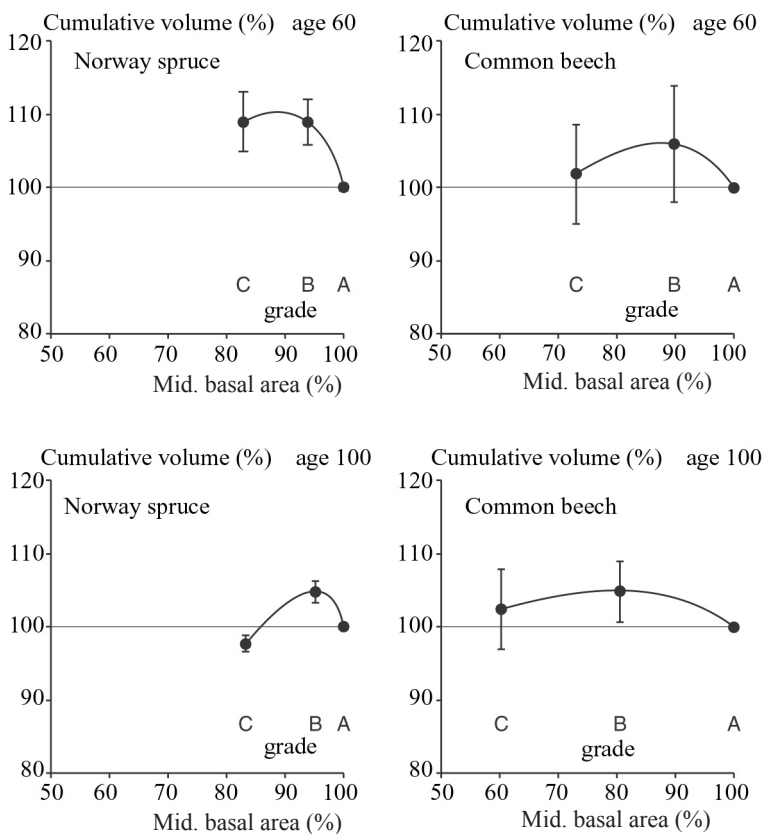 Cumulative volume (%) age 60
120
Norway spruce
110
100
90
C B A
grade
80
50 60 70 80 90 100
Mid. basal area (%)
Cumulative volume (%) age 60
120
Common beech
110
100
90
C B A
grade
80
50 60 70 80 90 100
Mid. basal area (%)
Cumulative volume (%) age 100
120
Norway spruce
110
100
90
C B A
grade
80
50 60 70 80 90 100
Mid. basal area (%)
Cumulative volume (%) age 100
120
Common beech
110
100
90
C B A
grade
80
50 60 70 80 90 100
Mid. basal area (%)